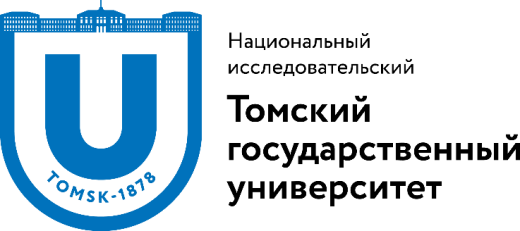 U
TOMSK-1878
Национальный
исследовательский
Томский
государственный
университет